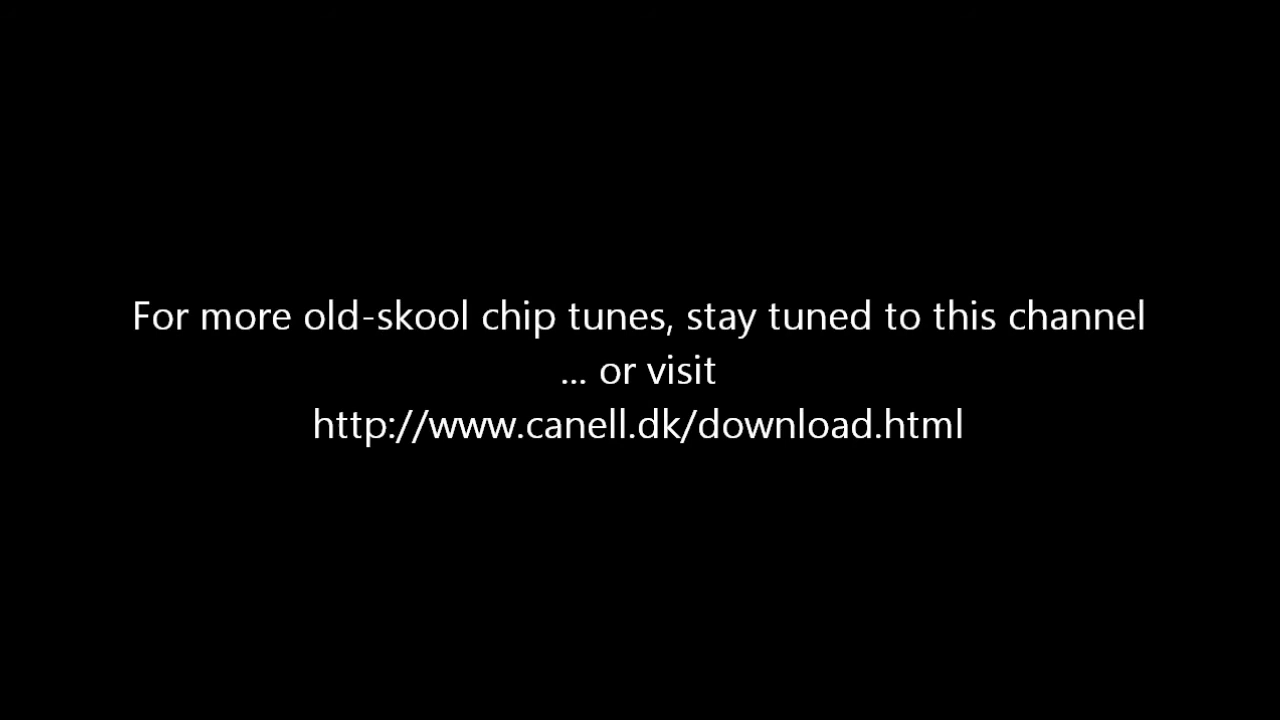 For more old-skool chip tunes, stay tuned to this channel
... or visit
http://www.canell.dk/download.html